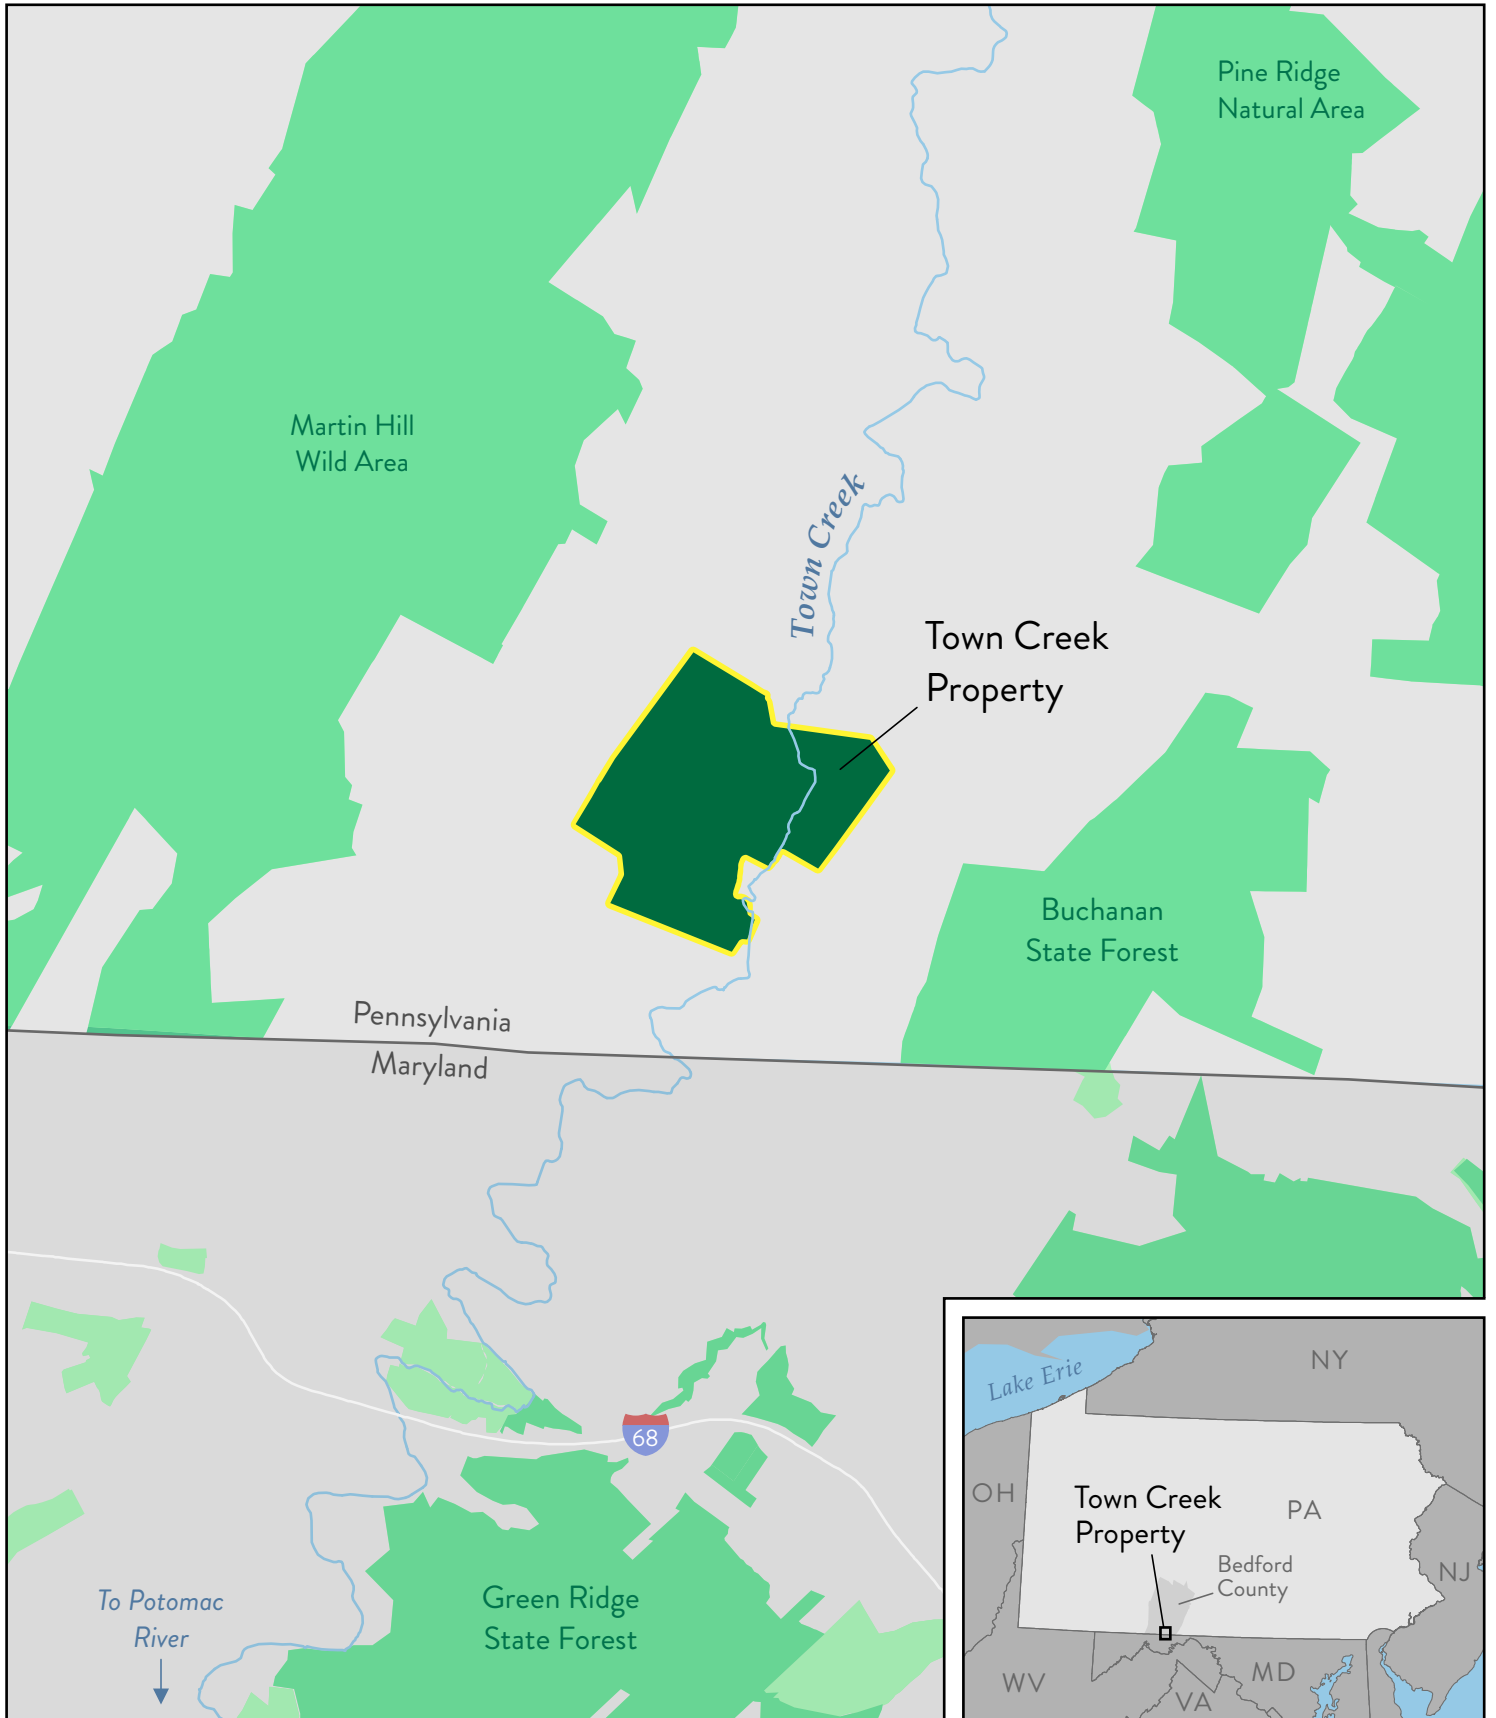 Pine Ridge
Natural Area
Martin Hill
Wild Area
Town Creek
Town Creek
Property
Buchanan
State Forest
Pennsylvania
Maryland
68
Green Ridge
State Forest
To Potomac
River
Lake Erie
NY
OH
Town Creek
Property
PA
Bedford
County
NJ
WV
MD
VA